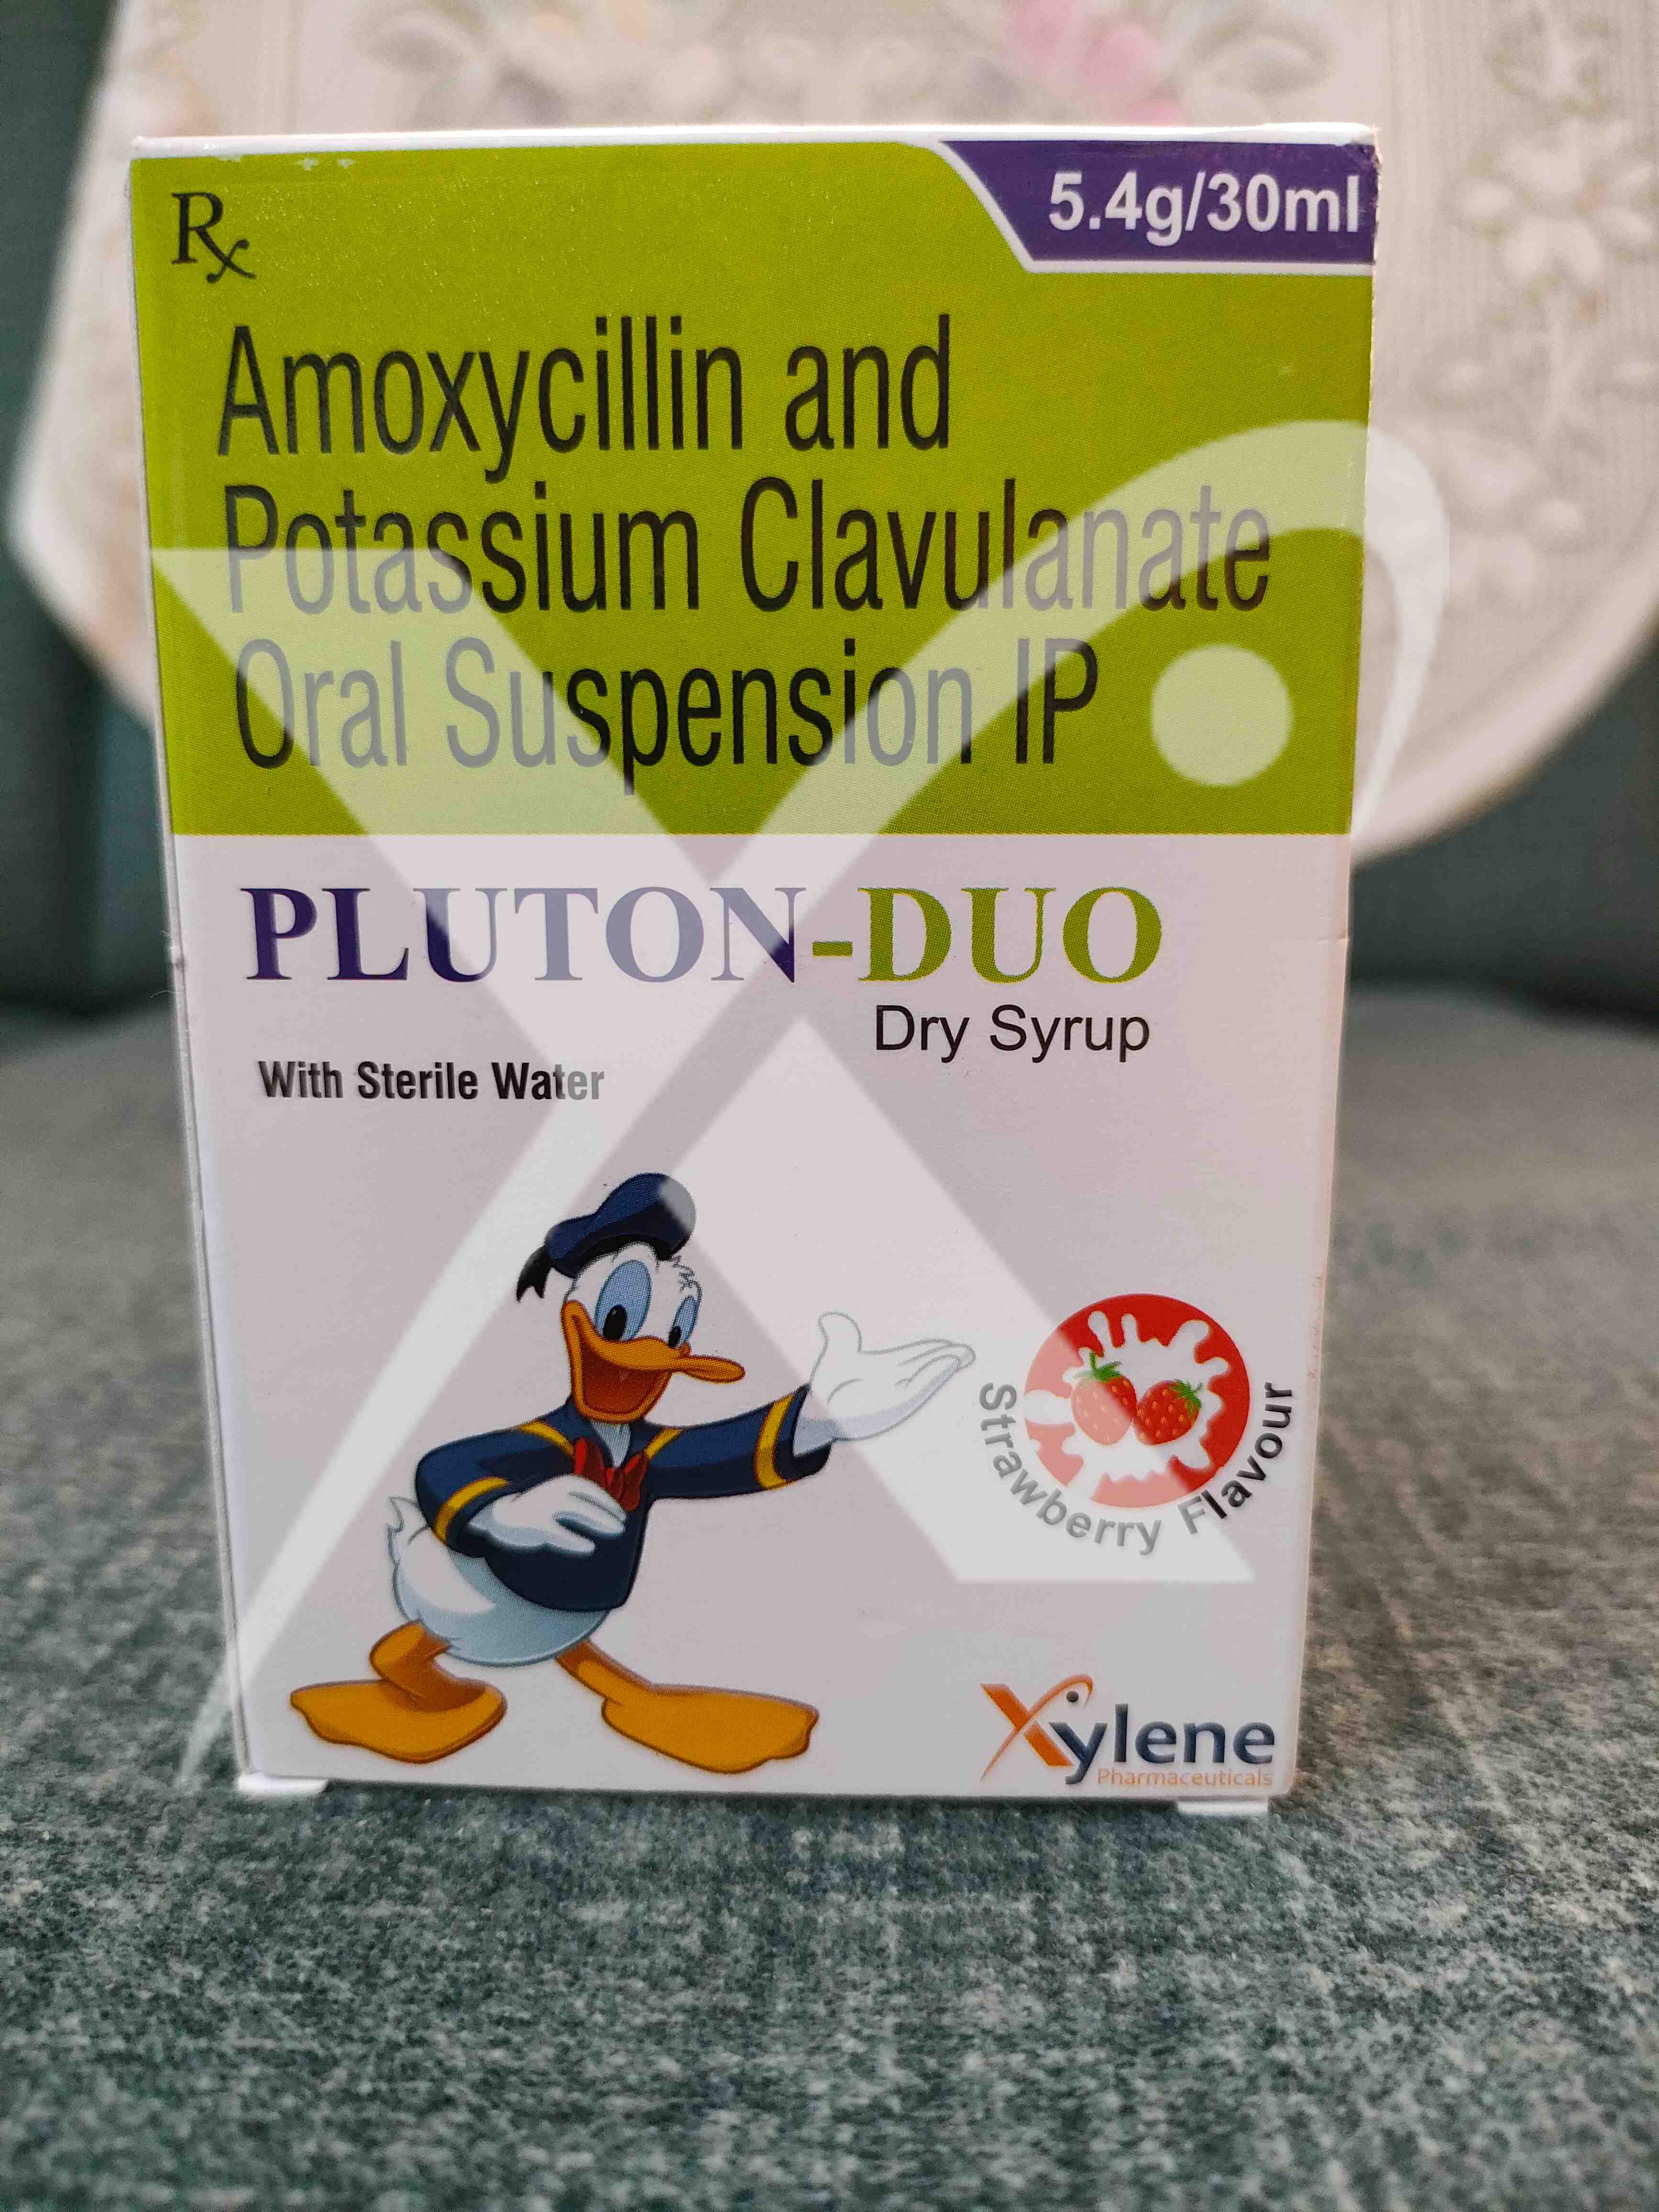 Rx
5.4g/30ml
Amoxycillin and
Potassium Clavulanate
Oral Suspension IP
PLUTON-DUO
Dry Syrup
With Sterile Water
Strawberry Flavour
Xylene
Pharmaceuticals